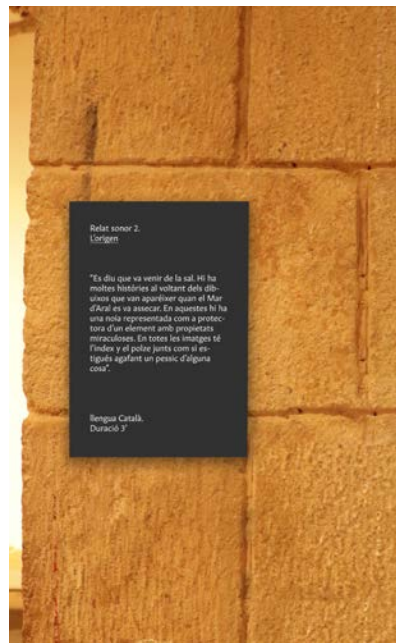 Relat sonor 2.
L'origen
"Es diu que va venir de la sal. Hi ha
moltes histories al voltant dels dib-
uixos que van aparéixer quan el Mar
d'Aral es va assecar. En aquestes hi ha
una noia representada com a protec-
tora d'un element amb propietats
miraculoses. En totes les imatges té
l'index y el polze junts com si es-
tigués agafant un pessic d'alguna
cosa".
llengua Català.
Duració 3'